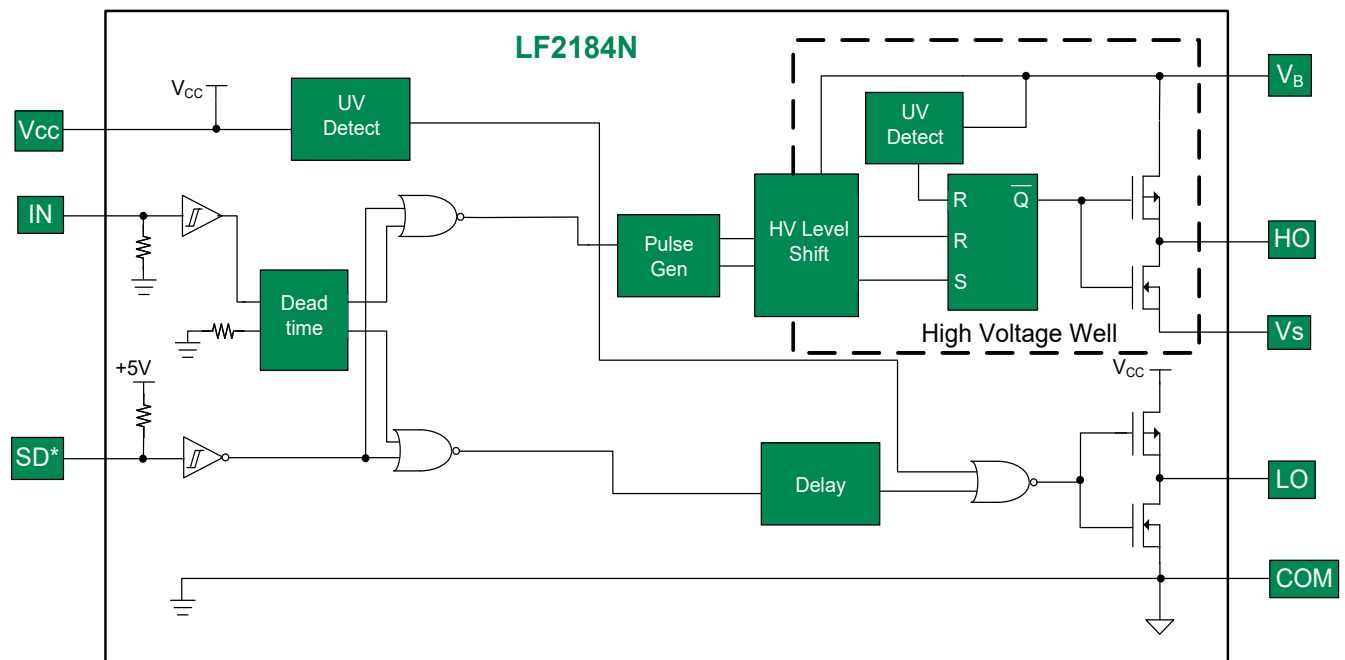 LF2184N
VCC
Vcc
UV
Detect
VB
UV
Detect
IN
R
Q̅
HV Level
Shift
R
S
Pulse
Gen
HO
Dead
time
High Voltage Well
Vs
+5V
VCC
SD*
Delay
LO
COM